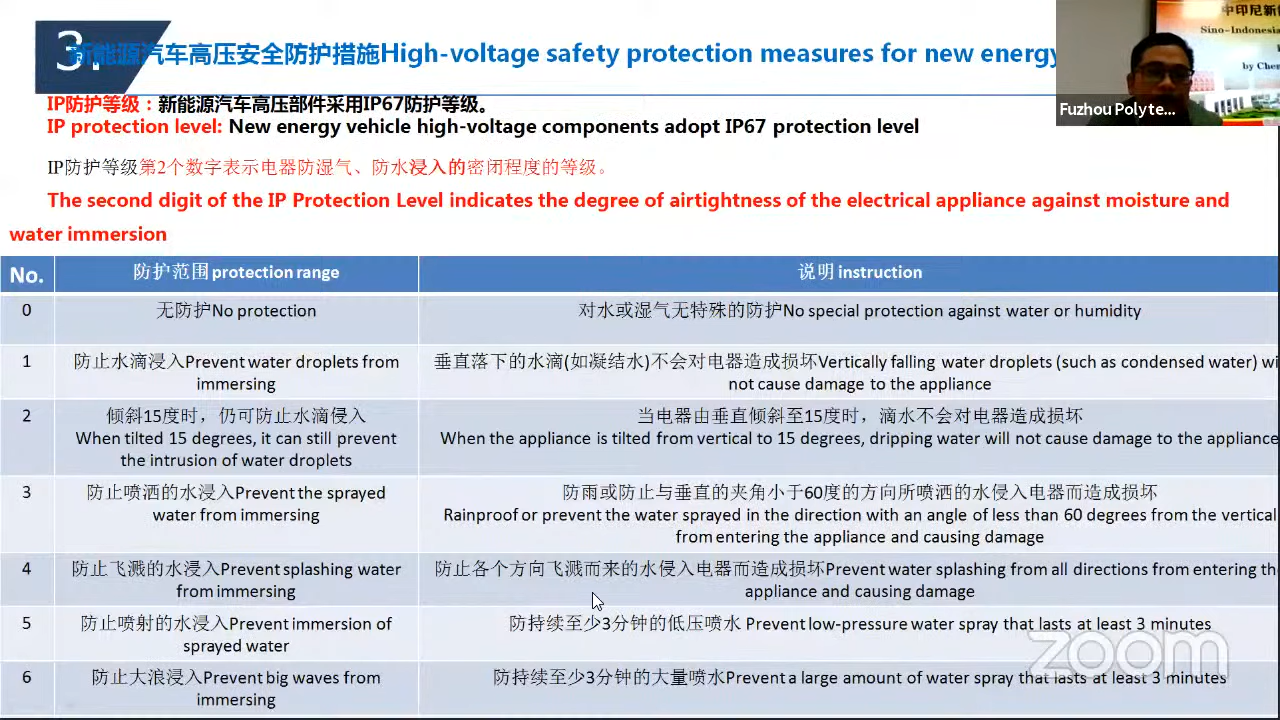 3.
新能源汽车高压安全防护措施High-voltage safety protection measures for new energy
中印尼新
Sino-Indonesia
by Chen
Fuzhou Polyte...
IP防护等级：新能源汽车高压部件采用IP67防护等级。
IP protection level: New energy vehicle high-voltage components adopt IP67 protection level
IP防护等级第2个数字表示电器防湿气、防水浸入的密闭程度的等级。
The second digit of the IP Protection Level indicates the degree of airtightness of the electrical appliance against moisture and
water immersion
No. 防护范围protection range 说明 instruction
0 无防护No protection 对水或湿气无特殊的防护No special protection against water or humidity
1 防止水滴浸入Prevent water droplets from 垂直落下的水滴(如凝结水)不会对电器造成损坏Vertically falling water droplets (such as condensed water) wi
immersing not cause damage to the appliance
2 倾斜15度时，仍可防止水滴侵入 当电器由垂直倾斜至15度时，滴水不会对电器造成损坏
When tilted 15 degrees, it can still prevent When the appliance is tilted from vertical to 15 degrees, dripping water will not cause damage to the appliance
the intrusion of water droplets
3 防止喷洒的水浸入Prevent the sprayed 防雨或防止与垂直的夹角小于60度的方向所喷洒的水侵入电器而造成损坏
water from immersing Rainproof or prevent the water sprayed in the direction with an angle of less than 60 degrees from the vertical
from entering the appliance and causing damage
4 防止飞溅的水浸入Prevent splashing water 防止各个方向飞溅而来的水侵入电器而造成损坏Prevent water splashing from all directions from entering the
from immersing appliance and causing damage
5 防止喷射的水浸入Prevent immersion of 防持续至少3分钟的低压喷水 Prevent low-pressure water spray that lasts at least 3 minutes
sprayed water
6 防止大浪浸入Prevent big waves from 防持续至少3分钟的大量喷水Prevent a large amount of water spray that lasts at least 3 minutes
immersing
zoom